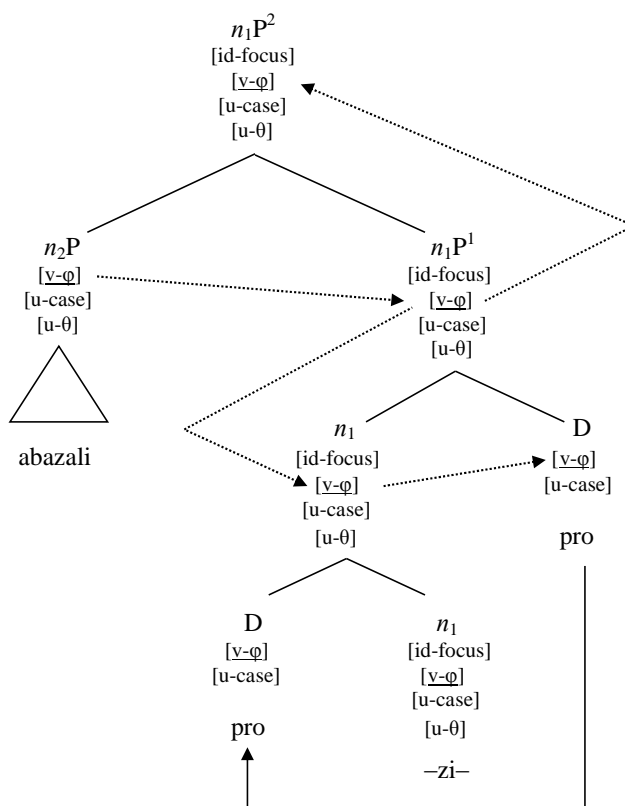 n₁P²
[id-focus]
[v-φ]
[u-case]
[u-θ]
n₂P n₁P¹
[v-φ] [id-focus]
[u-case] [v-φ]
[u-θ] [u-case]
[u-θ]
abazali n₁ D
[id-focus] [v-φ]
[v-φ] [u-case]
[u-case]
[u-θ] pro
D n₁
[v-φ] [id-focus]
[u-case] [v-φ]
[u-case]
pro [u-θ]
–zi–